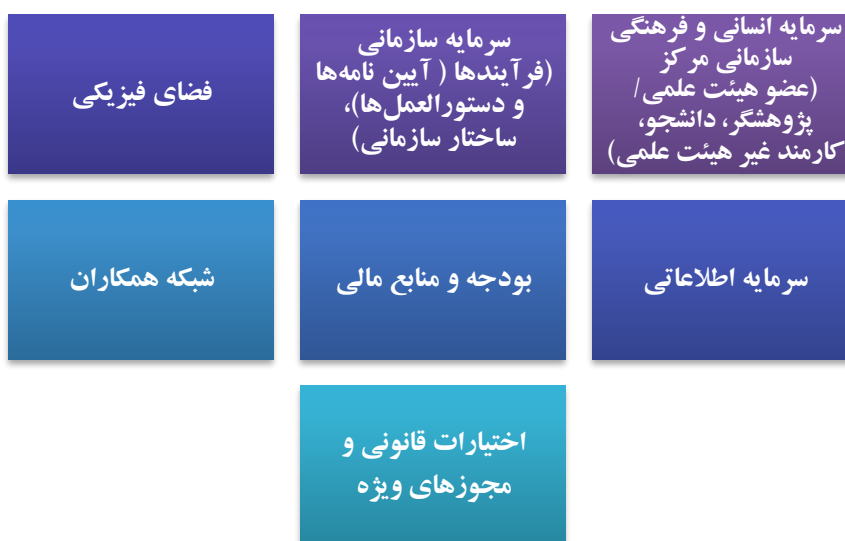 سرمایه انسانی و فرهنگی
سازمانی مرکز
(عضو هیئت علمی/
پژوهشگر، دانشجو،
کارمند غیر هیئت علمی)
سرمایه سازمانی
(فرآیندها ( آیین نامه‌ها
و دستورالعمل‌ها)،
ساختار سازمانی)
فضای فیزیکی
سرمایه اطلاعاتی
بودجه و منابع مالی
شبکه همکاران
اختیارات قانونی و
مجوزهای ویژه